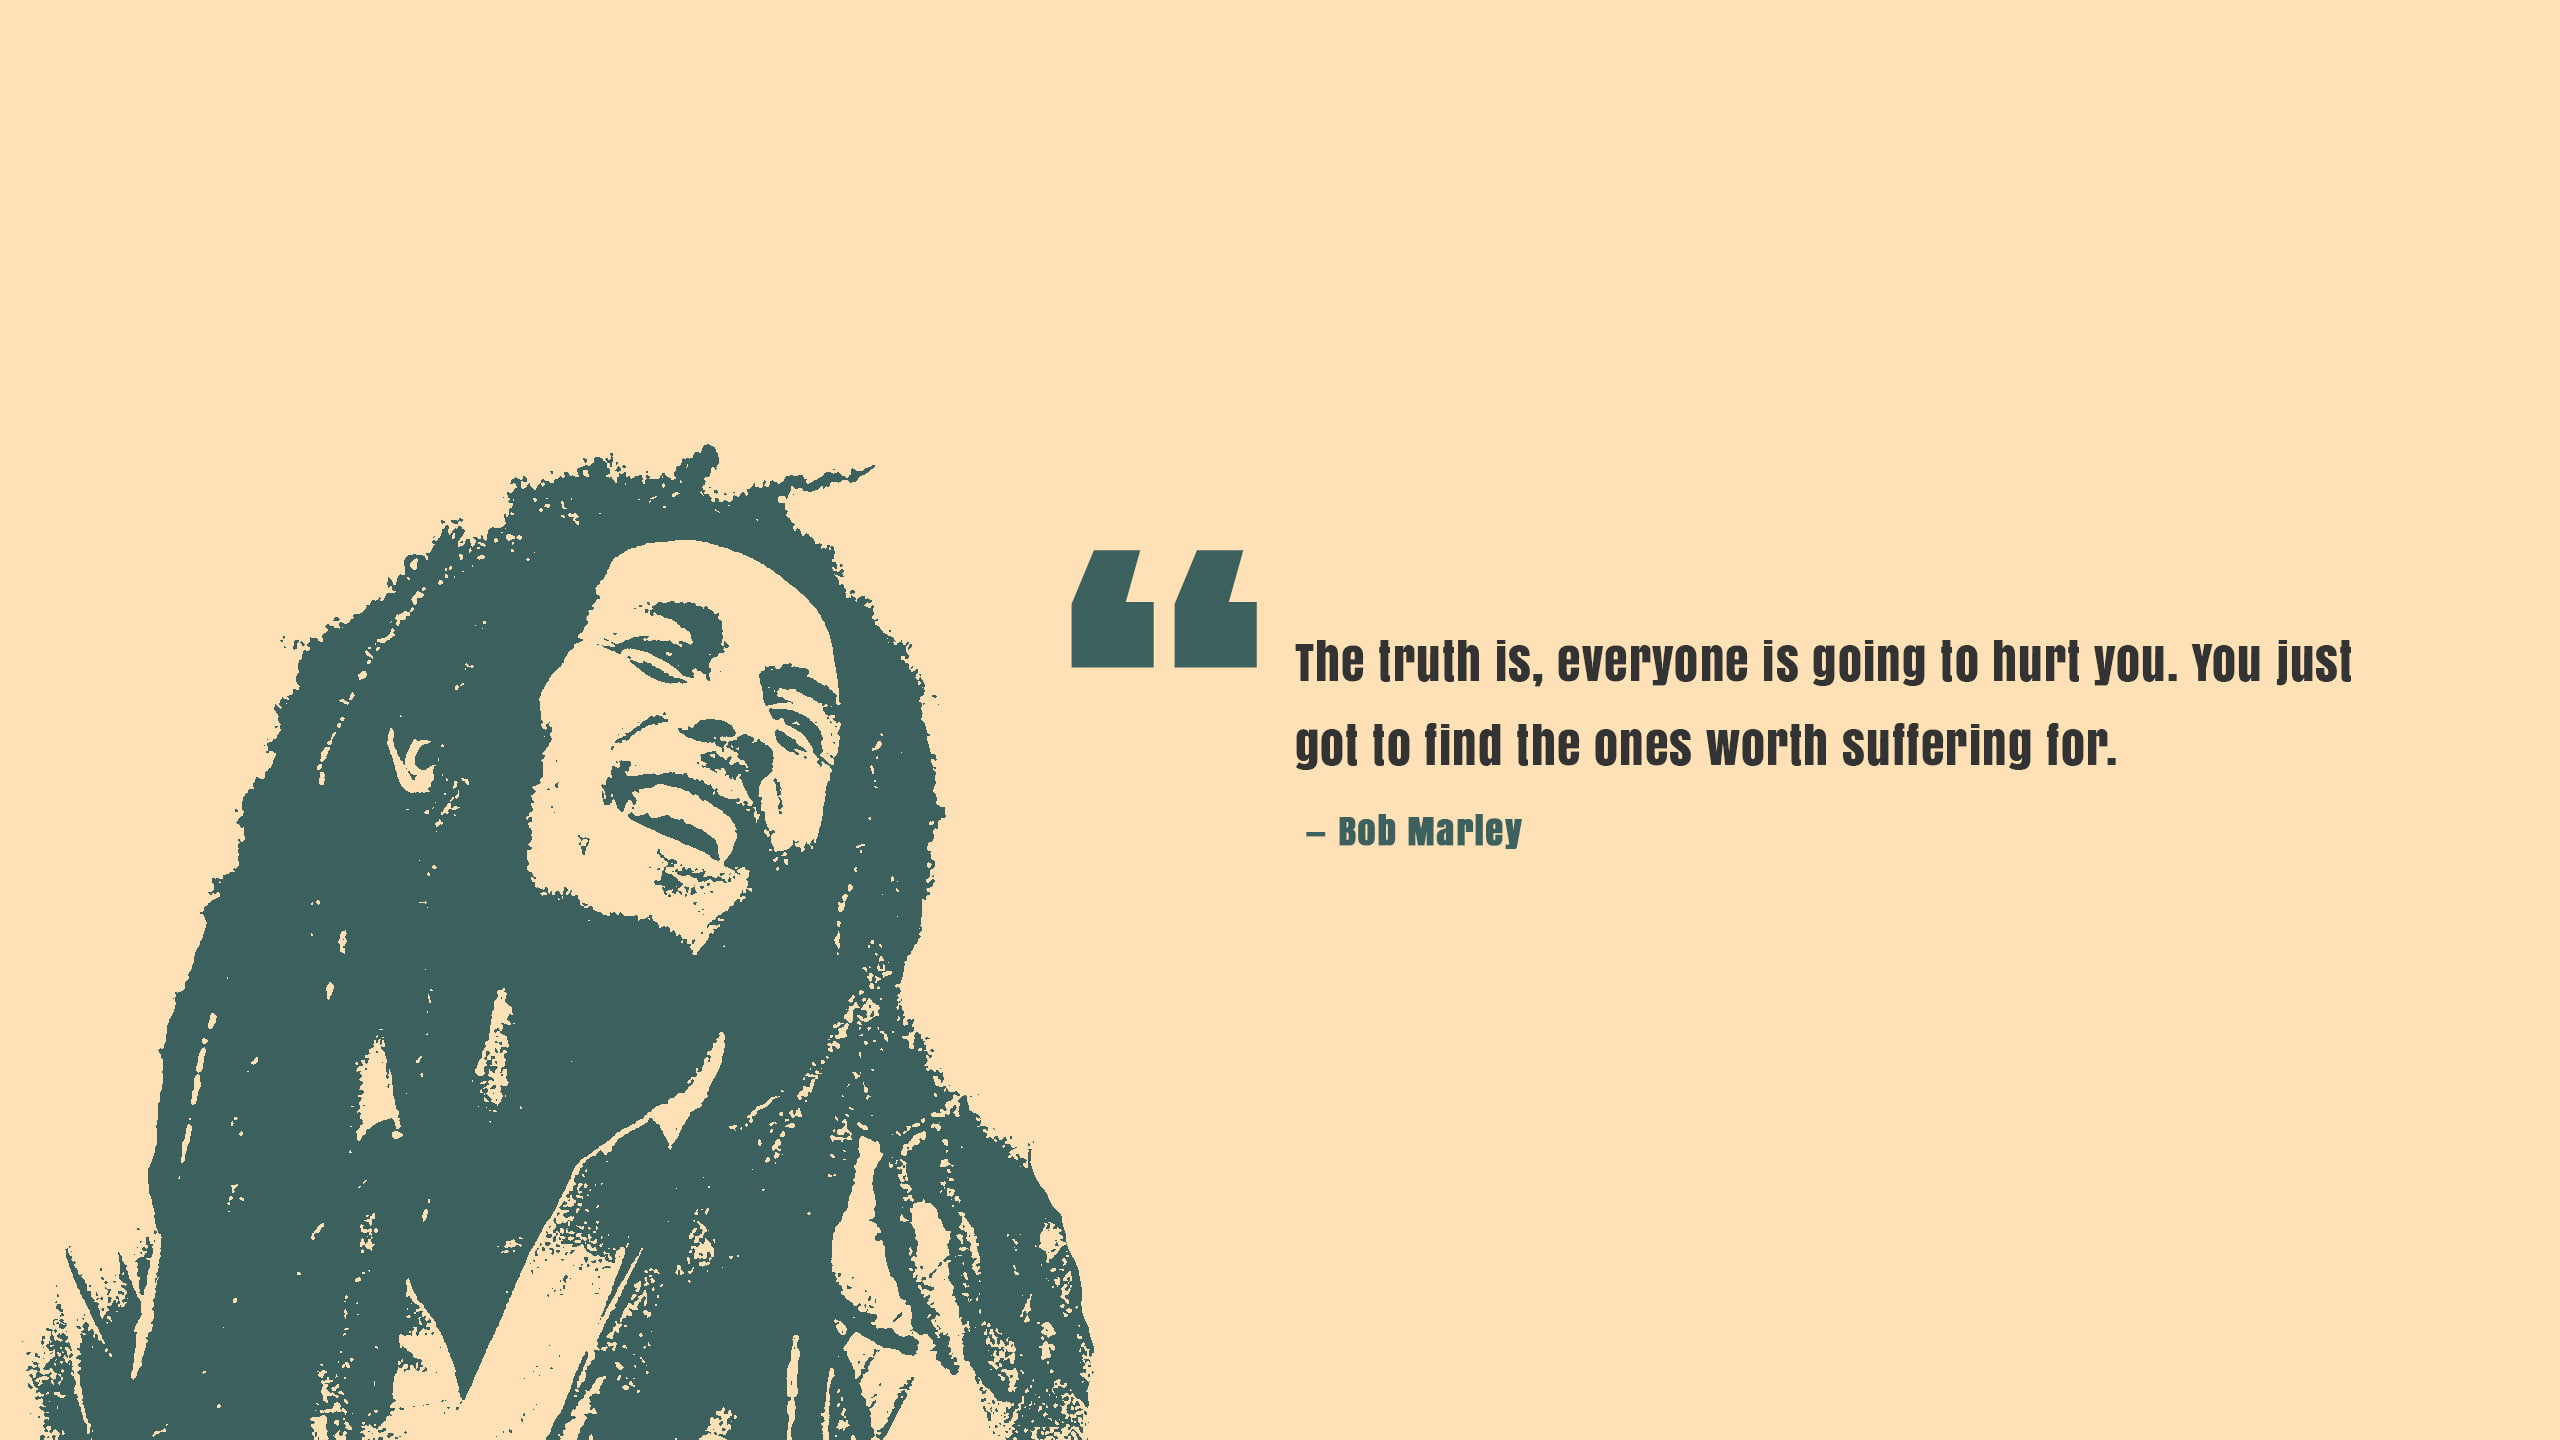 “
The truth is, everyone is going to hurt you. You just
got to find the ones worth suffering for.
– Bob Marley